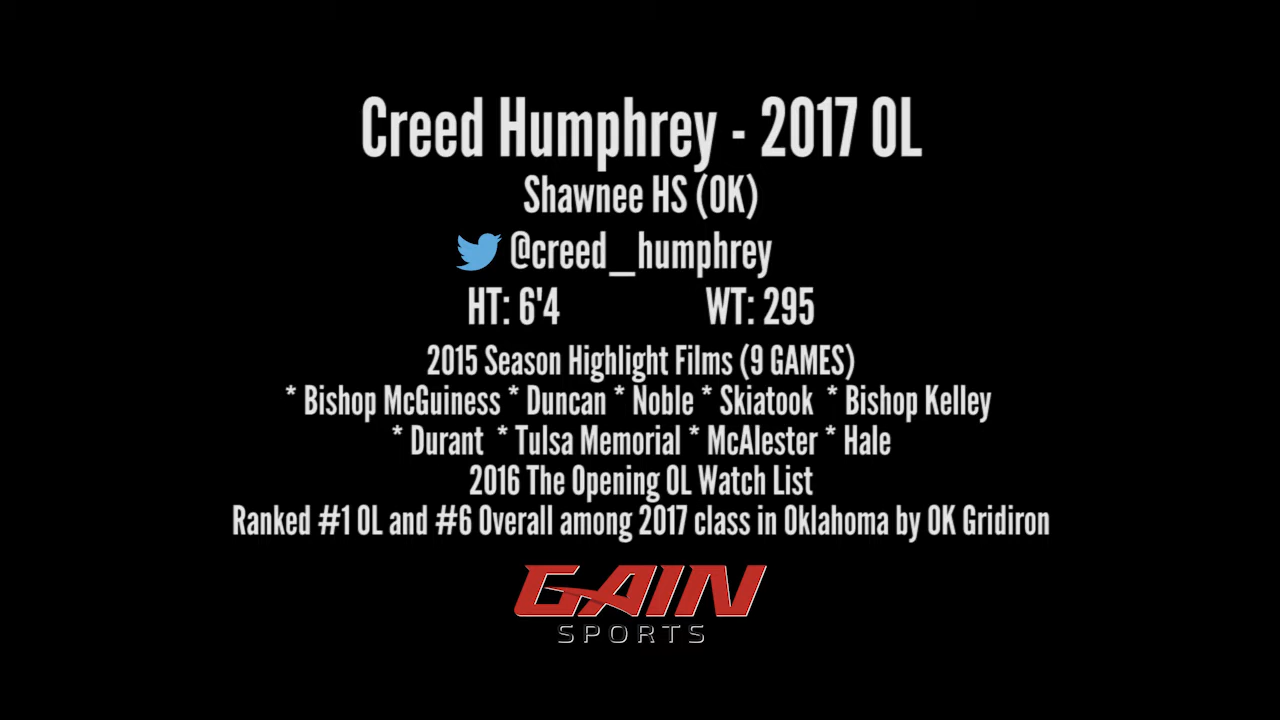 Creed Humphrey - 2017 OL
Shawnee HS (OK)
@creed_humphrey
HT: 6'4 WT: 295
2015 Season Highlight Films (9 GAMES)
* Bishop McGuiness * Duncan * Noble * Skiatook * Bishop Kelley
* Durant * Tulsa Memorial * McAlester * Hale
2016 The Opening OL Watch List
Ranked #1 OL and #6 Overall among 2017 class in Oklahoma by OK Gridiron
GAIN
SPORTS